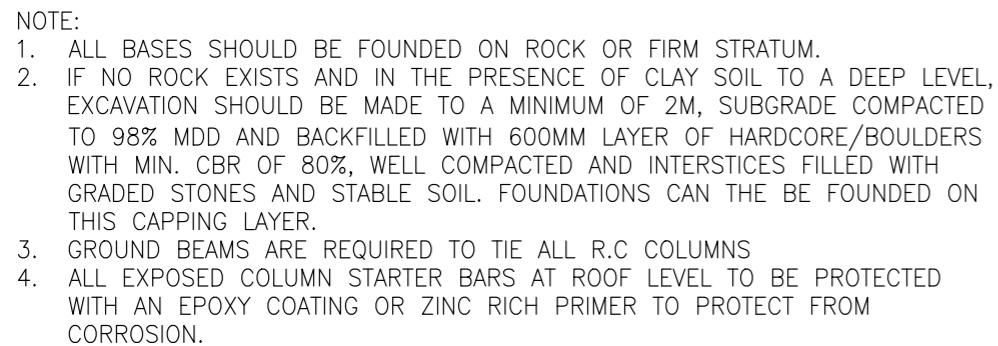 NOTE:
1. ALL BASES SHOULD BE FOUNDED ON ROCK OR FIRM STRATUM.
2. IF NO ROCK EXISTS AND IN THE PRESENCE OF CLAY SOIL TO A DEEP LEVEL,
EXCAVATION SHOULD BE MADE TO A MINIMUM OF 2M, SUBGRADE COMPACTED
TO 98% MDD AND BACKFILLED WITH 600MM LAYER OF HARDCORE/BOULDERS
WITH MIN. CBR OF 80%, WELL COMPACTED AND INTERSTICES FILLED WITH
GRADED STONES AND STABLE SOIL. FOUNDATIONS CAN THE BE FOUNDED ON
THIS CAPPING LAYER.
3. GROUND BEAMS ARE REQUIRED TO TIE ALL R.C COLUMNS
4. ALL EXPOSED COLUMN STARTER BARS AT ROOF LEVEL TO BE PROTECTED
WITH AN EPOXY COATING OR ZINC RICH PRIMER TO PROTECT FROM
CORROSION.